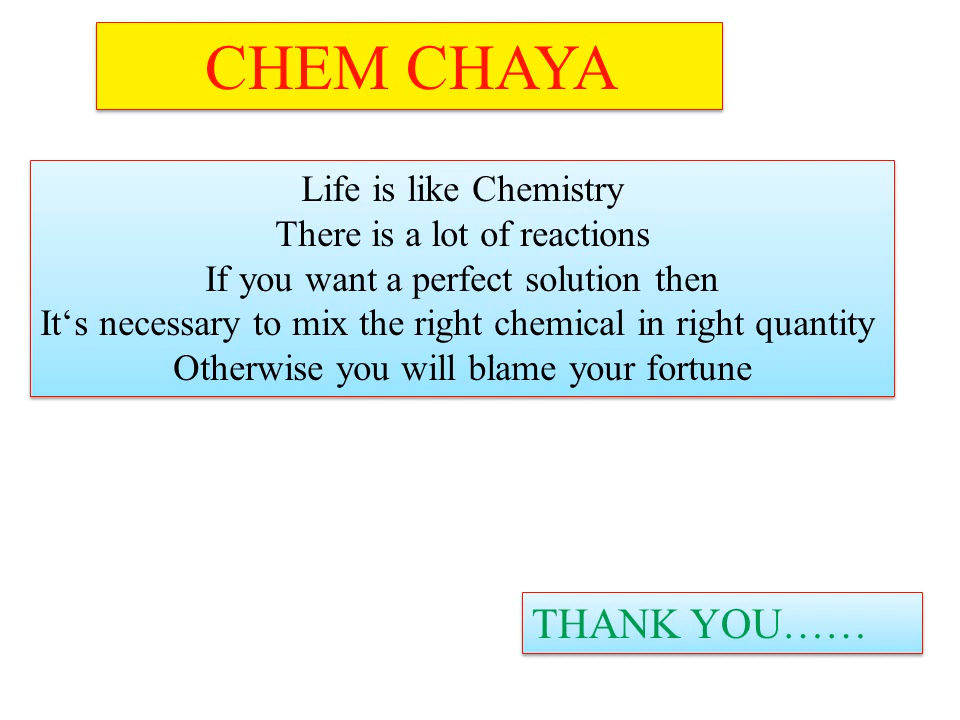 CHEM CHAYA
Life is like Chemistry
There is a lot of reactions
If you want a perfect solution then
It‘s necessary to mix the right chemical in right quantity
Otherwise you will blame your fortune
THANK YOU……